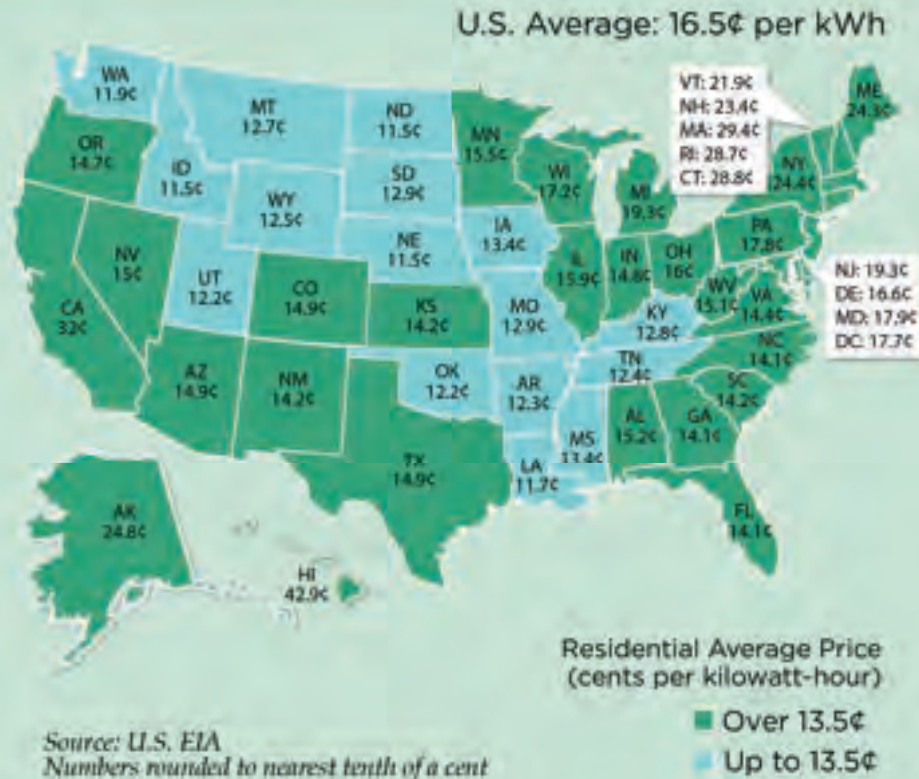 U.S. Average: 16.5¢ per kWh
WA
11.9¢
MT
12.7¢
ND
11.5¢
MN
15.5¢
VT: 21.9¢
NH: 23.4¢
MA: 29.4¢
RI: 28.7¢
CT: 28.8¢
ME
24.3¢
OR
14.7¢
ID
11.5¢
WY
12.5¢
SD
12.9¢
WI
17.2¢
MI
19.3¢
NY
24.4¢
NV
15¢
UT
12.2¢
CO
14.9¢
NE
11.5¢
IA
13.4¢
IL
15.9¢
IN
14.8¢
OH
16¢
PA
17.8¢
NJ: 19.3¢
DE: 16.6¢
MD: 17.9¢
DC: 17.7¢
CA
32¢
KS
14.2¢
MO
12.9¢
KY
12.8¢
WV
15.1¢
VA
14.4¢
AZ
14.9¢
NM
14.2¢
OK
12.2¢
AR
12.3¢
TN
12.4¢
NC
14.1¢
SC
14.2¢
TX
14.9¢
LA
11.7¢
MS
13.4¢
AL
15.2¢
GA
14.1¢
FL
14.1¢
AK
24.8¢
HI
42.9¢
Residential Average Price
(cents per kilowatt-hour)
Over 13.5¢
Up to 13.5¢
Source: U.S. EIA
Numbers rounded to nearest tenth of a cent